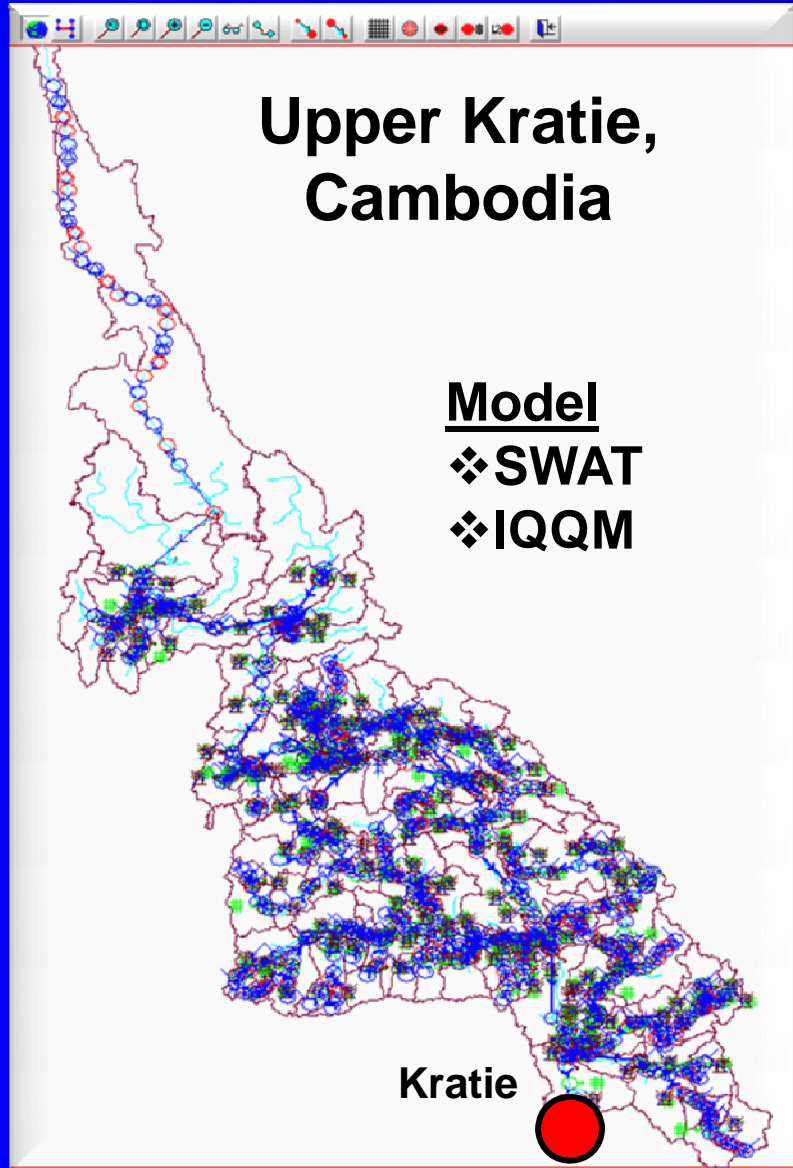 Upper Kratie,
Cambodia
Model
❖SWAT
❖IQQM
Kratie